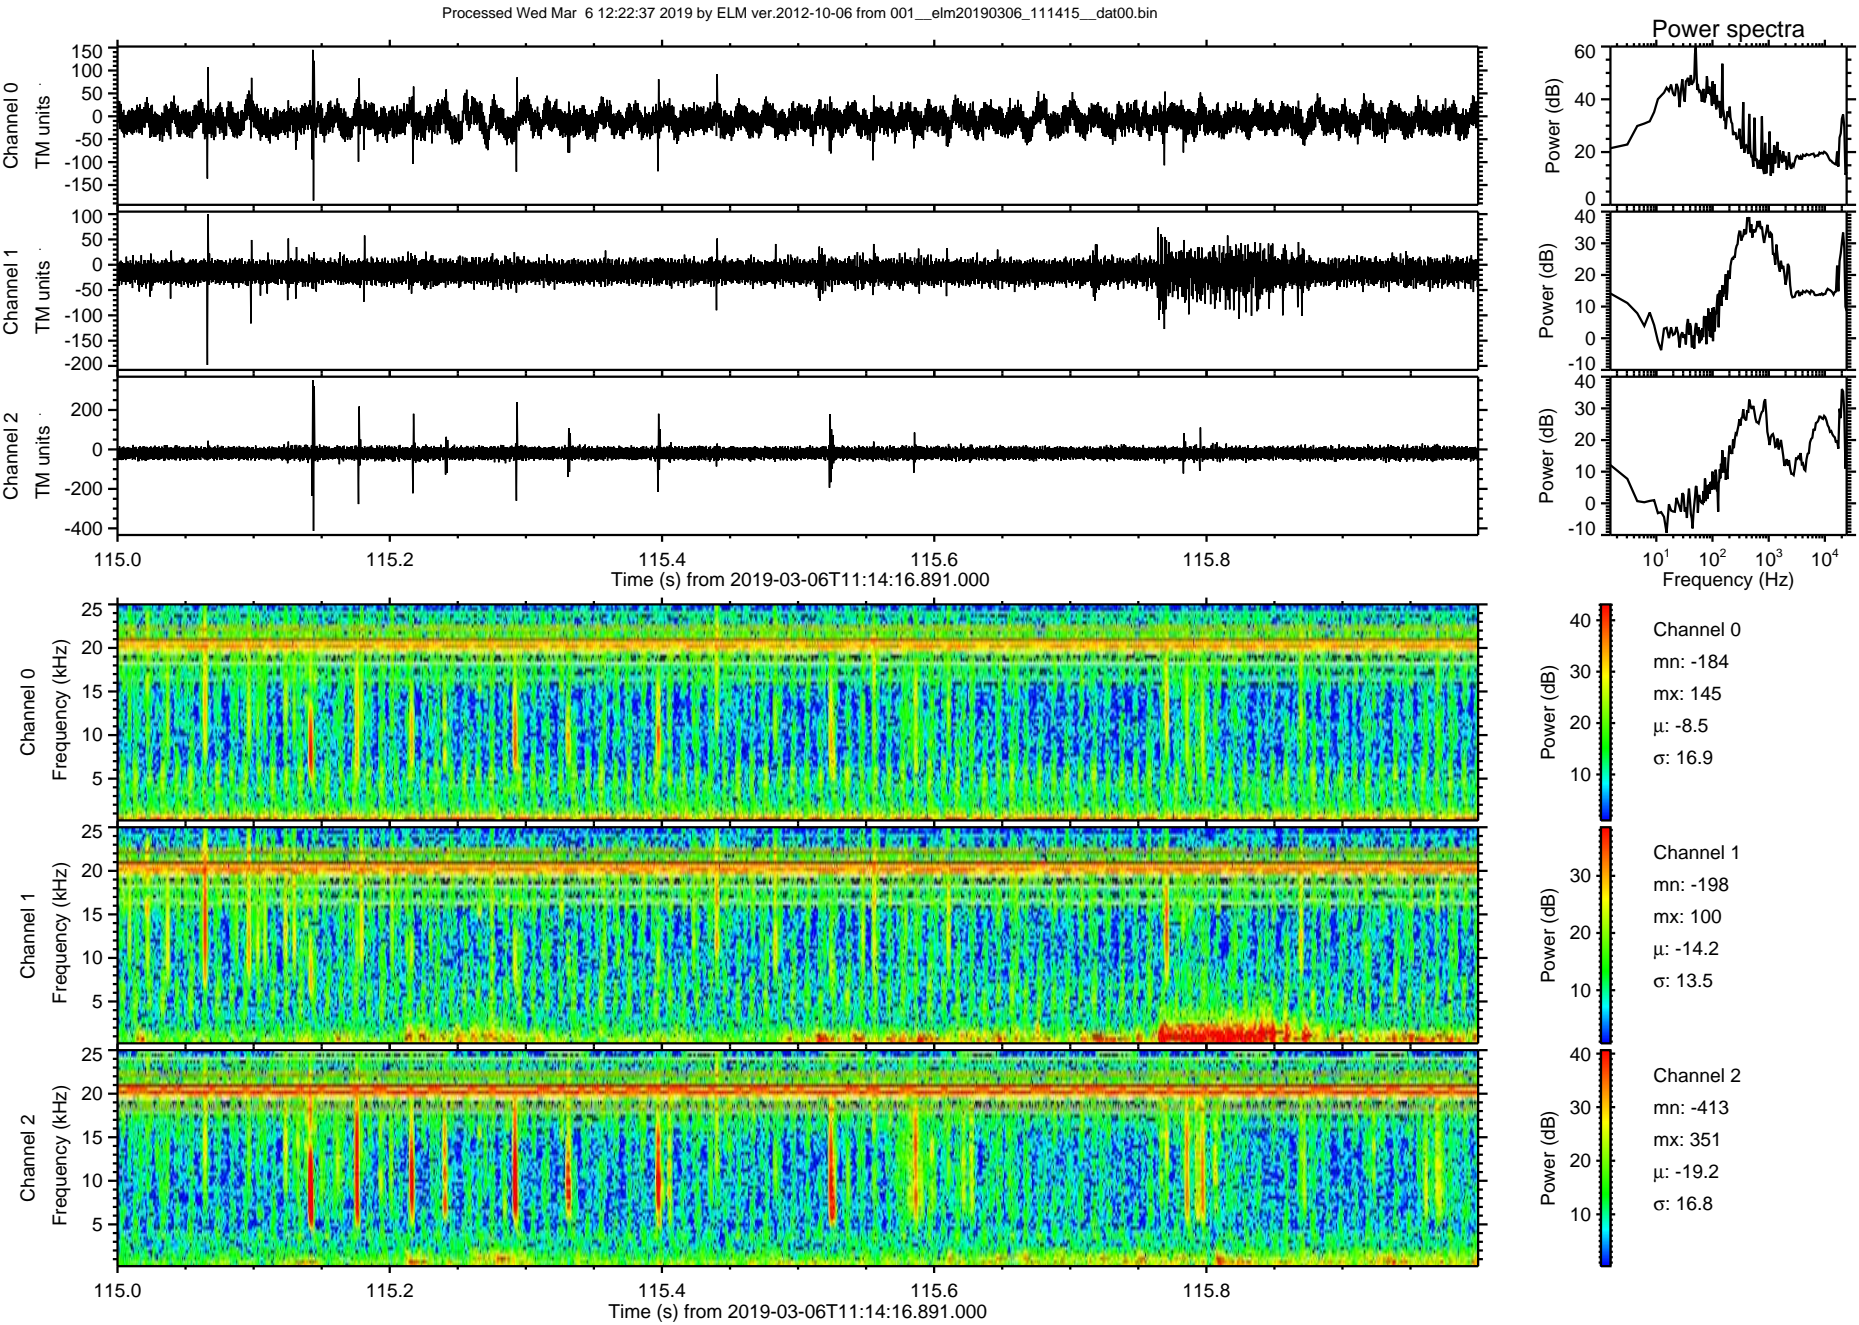 Processed Wed Mar  6 12:22:37 2019 by ELM ver.2012-10-06 from 001__elm20190306_111415__dat00.bin
Power spectra
Channel 0
TM units
150
100
50
0
-50
-100
-150
Power (dB)
60
40
20
0
Channel 1
TM units
100
50
0
-50
-100
-150
-200
Power (dB)
40
30
20
10
0
-10
Channel 2
TM units
200
0
-200
-400
Power (dB)
40
30
20
10
0
-10
115.0 115.2 115.4 115.6 115.8
Time (s) from 2019-03-06T11:14:16.891.000
10¹ 10² 10³ 10⁴
Frequency (Hz)
Channel 0
Frequency (kHz)
25
20
15
10
5
Power (dB)
40
30
20
10
Channel 0
mn: -184
mx: 145
μ: -8.5
σ: 16.9
Channel 1
Frequency (kHz)
25
20
15
10
5
Power (dB)
30
20
10
Channel 1
mn: -198
mx: 100
μ: -14.2
σ: 13.5
Channel 2
Frequency (kHz)
25
20
15
10
5
Power (dB)
40
30
20
10
Channel 2
mn: -413
mx: 351
μ: -19.2
σ: 16.8
115.0 115.2 115.4 115.6 115.8
Time (s) from 2019-03-06T11:14:16.891.000